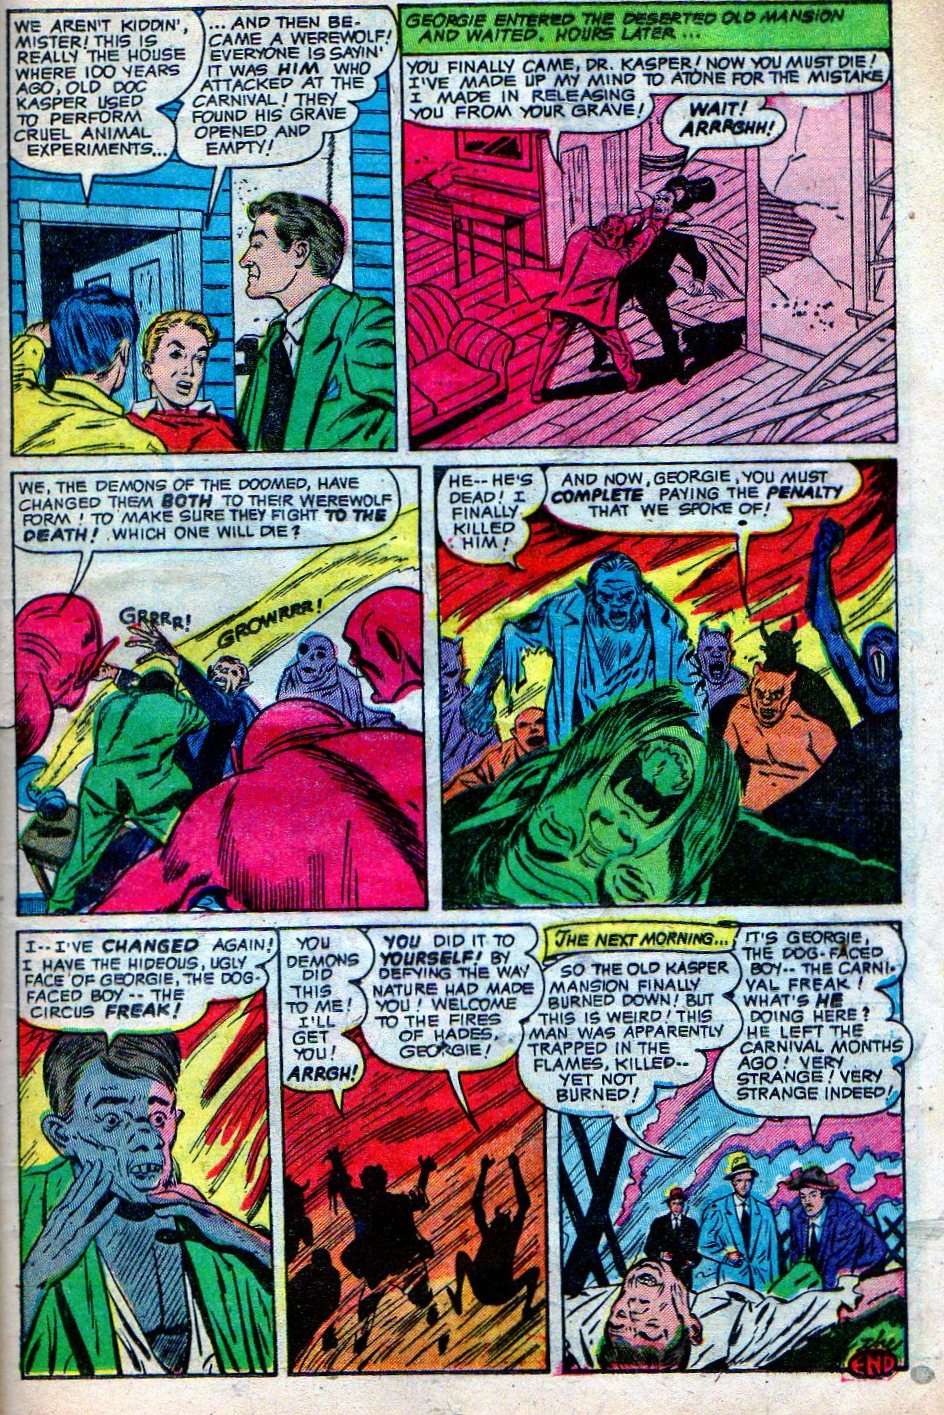 WE AREN'T KIDDIN',
MISTER! THIS IS
REALLY THE HOUSE
WHERE 100 YEARS
AGO, OLD DOC
KASPER USED
TO PERFORM
CRUEL ANIMAL
EXPERIMENTS...
... AND THEN BE-
CAME A WEREWOLF!
EVERYONE IS SAYIN'
IT WAS HIM WHO
ATTACKED AT THE
CARNIVAL! THEY
FOUND HIS GRAVE
OPENED AND
EMPTY!
GEORGIE ENTERED THE DESERTED OLD MANSION
AND WAITED. HOURS LATER ...
YOU FINALLY CAME, DR. KASPER! NOW YOU MUST DIE!
I'VE MADE UP MY MIND TO ATONE FOR THE MISTAKE
I MADE IN RELEASING
YOU FROM YOUR GRAVE!
WAIT!
ARRRGHH!
WE, THE DEMONS OF THE DOOMED, HAVE
CHANGED THEM BOTH TO THEIR WEREWOLF
FORM! TO MAKE SURE THEY FIGHT TO THE
DEATH! WHICH ONE WILL DIE?
GRRRR!
GROWRRR!
HE-- HE'S
DEAD! I
FINALLY
KILLED
HIM!
AND NOW, GEORGIE, YOU MUST
COMPLETE PAYING THE PENALTY
THAT WE SPOKE OF!
I-- I'VE CHANGED AGAIN!
I HAVE THE HIDEOUS, UGLY
FACE OF GEORGIE, THE DOG-
FACED BOY -- THE
CIRCUS FREAK!
YOU
DEMONS
DID
THIS
TO ME!
I'LL
GET
YOU!
ARRGH!
YOU DID IT TO
YOURSELF! BY
DEFYING THE WAY
NATURE HAD MADE
YOU! WELCOME
TO THE FIRES
OF HADES,
GEORGIE!
THE NEXT MORNING...
SO THE OLD KASPER
MANSION FINALLY
BURNED DOWN! BUT
THIS IS WEIRD! THIS
MAN WAS APPARENTLY
TRAPPED IN THE
FLAMES, KILLED--
YET NOT
BURNED!
IT'S GEORGIE,
THE DOG-FACED
BOY-- THE CARNI-
VAL FREAK!
WHAT'S HE
DOING HERE?
HE LEFT THE
CARNIVAL MONTHS
AGO! VERY
STRANGE! VERY
STRANGE INDEED!
The
END